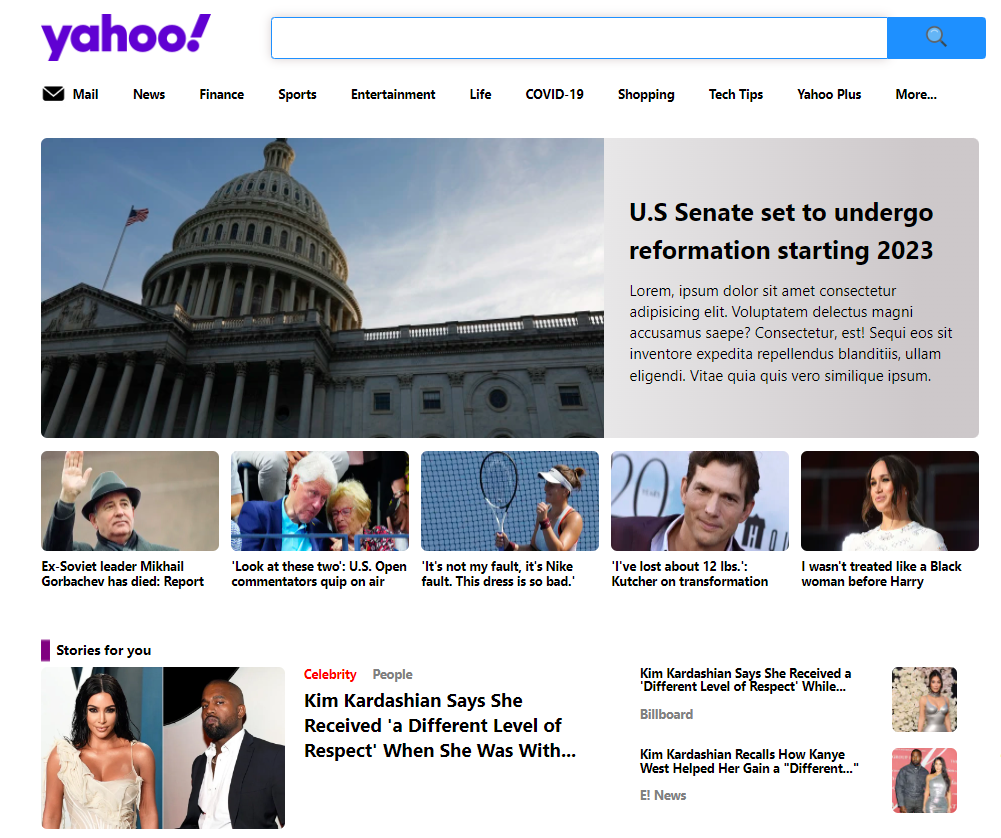 yahoo!
Mail News Finance Sports Entertainment Life COVID-19 Shopping Tech Tips Yahoo Plus More...
U.S Senate set to undergo
reformation starting 2023
Lorem, ipsum dolor sit amet consectetur
adipisicing elit. Voluptatem delectus magni
accusamus saepe? Consectetur, est! Sequi eos sit
inventore expedita repellendus blanditiis, ullam
eligendi. Vitae quia quis vero similique ipsum.
20
YEARS
Ex-Soviet leader Mikhail
Gorbachev has died: Report
'Look at these two': U.S. Open
commentators quip on air
'It's not my fault, it's Nike
fault. This dress is so bad.'
'I've lost about 12 lbs.':
Kutcher on transformation
I wasn't treated like a Black
woman before Harry
Stories for you
Celebrity People
Kim Kardashian Says She
Received 'a Different Level of
Respect' When She Was With...
Kim Kardashian Says She Received a
'Different Level of Respect' While...
Billboard
Kim Kardashian Recalls How Kanye
West Helped Her Gain a "Different..."
E! News